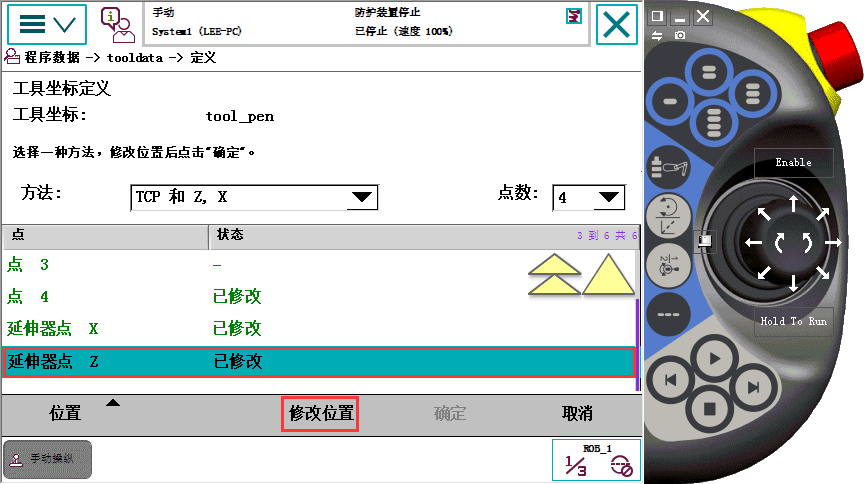 手动
防护装置停止
System1 (LEE-PC)
已停止 (速度 100%)
程序数据 -> tooldata -> 定义
工具坐标定义
工具坐标: tool_pen
选择一种方法，修改位置后点击“确定”。
方法: TCP 和 Z, X 点数: 4
点 状态 3 到 6 共 6
点 3 –
点 4 已修改
延伸器点 X 已修改
延伸器点 Z 已修改
位置 修改位置 确定 取消
手动操纵
ROB_1
1/3
Enable
Hold To Run